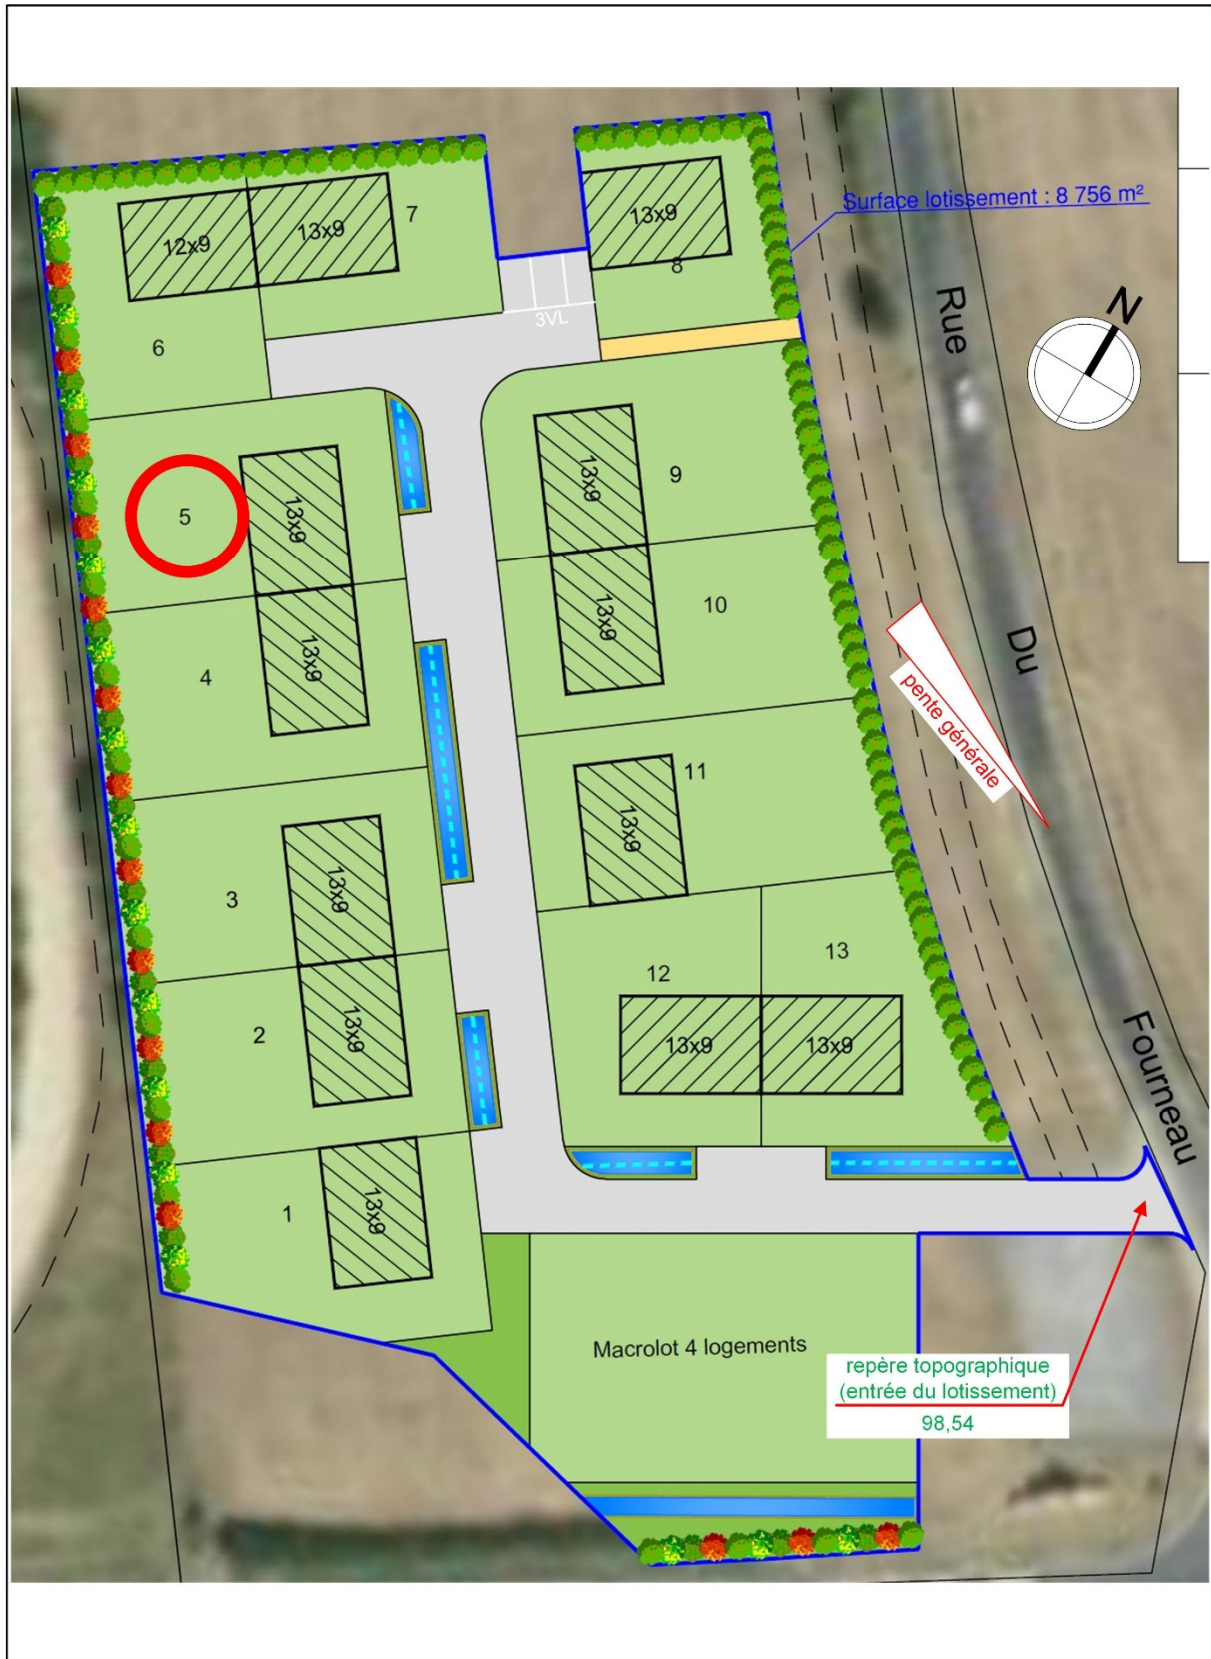 Surface lotissement : 8 756 m²
N
7
13x9
12x9
13x9
8
3VL
6
Rue
9
13x9
5
13x9
10
13x9
4
13x9
Du
pente générale
11
13x9
3
13x9
12
13
2
13x9
13x9
13x9
Fourneau
1
13x9
Macrolot 4 logements
repère topographique
(entrée du lotissement)
98,54